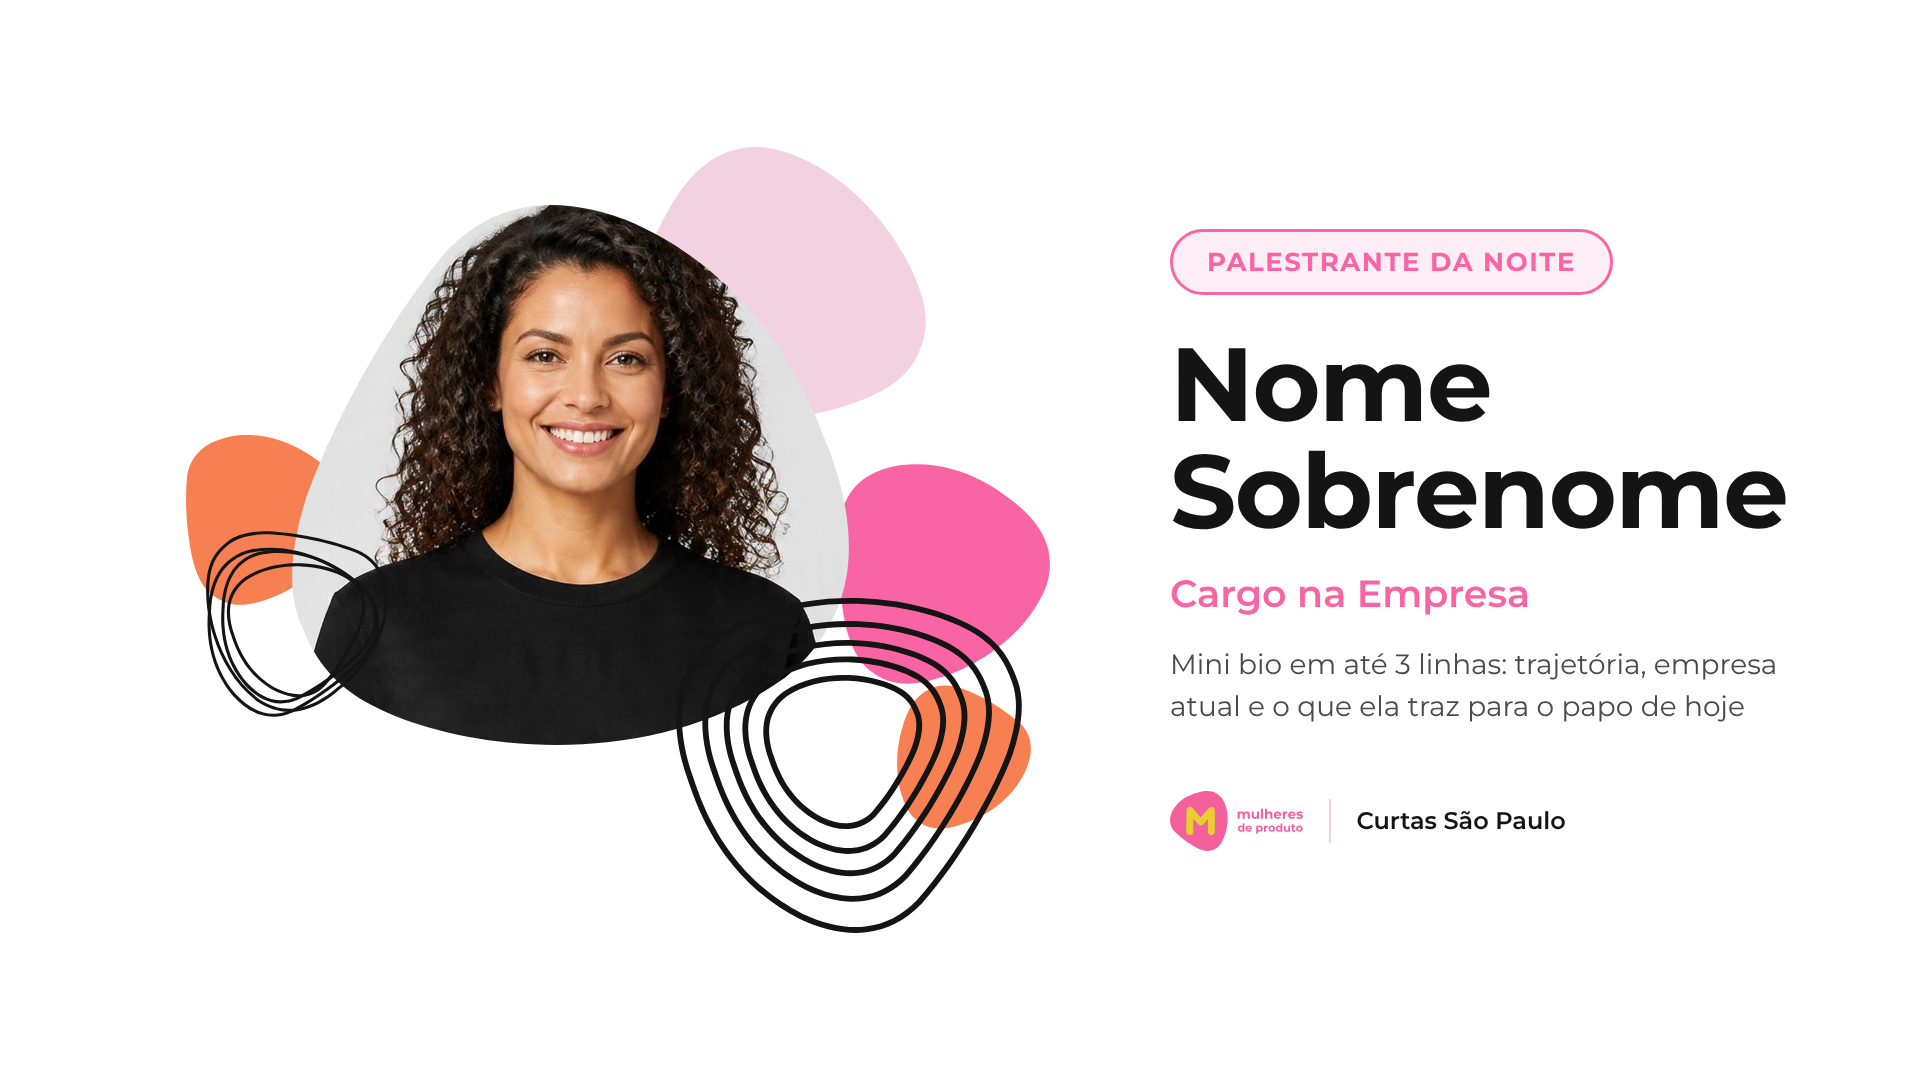 PALESTRANTE DA NOITE
Nome
Sobrenome
Cargo na Empresa
Mini bio em até 3 linhas: trajetória, empresa
atual e o que ela traz para o papo de hoje
M
mulheres
de produto
Curtas São Paulo